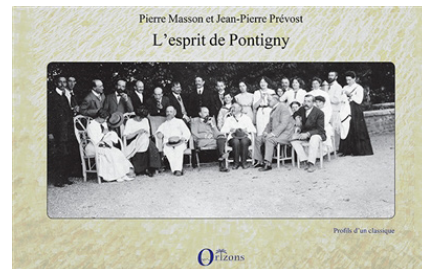 Pierre Masson et Jean-Pierre Prévost
L'esprit de Pontigny
Profils d'un classique
Orizons